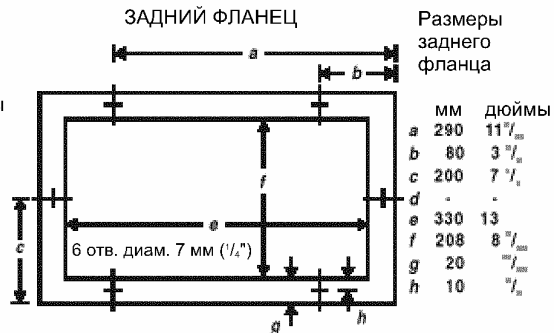 ЗАДНИЙ ФЛАНЕЦ
Размеры
заднего
фланца
a
b
c
e
f
6 отв. диам. 7 мм (1/4")
g
h
мм дюймы
a 290 11
b 80 3
c 200 7
d - -
e 330 13
f 208 8
g 20
h 10